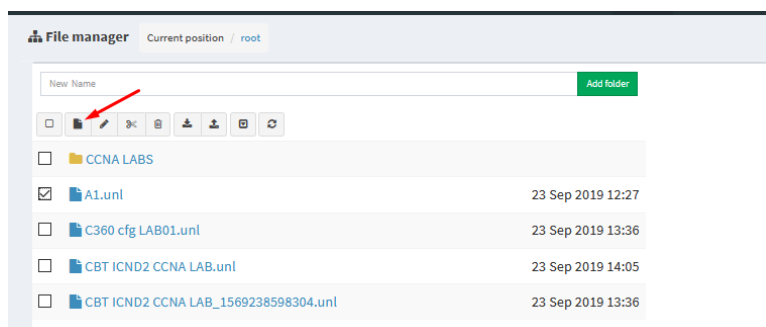 File manager Current position / root
New Name Add folder
CCNA LABS
A1.unl 23 Sep 2019 12:27
C360 cfg LAB01.unl 23 Sep 2019 13:36
CBT ICND2 CCNA LAB.unl 23 Sep 2019 14:05
CBT ICND2 CCNA LAB_1569238598304.unl 23 Sep 2019 13:36